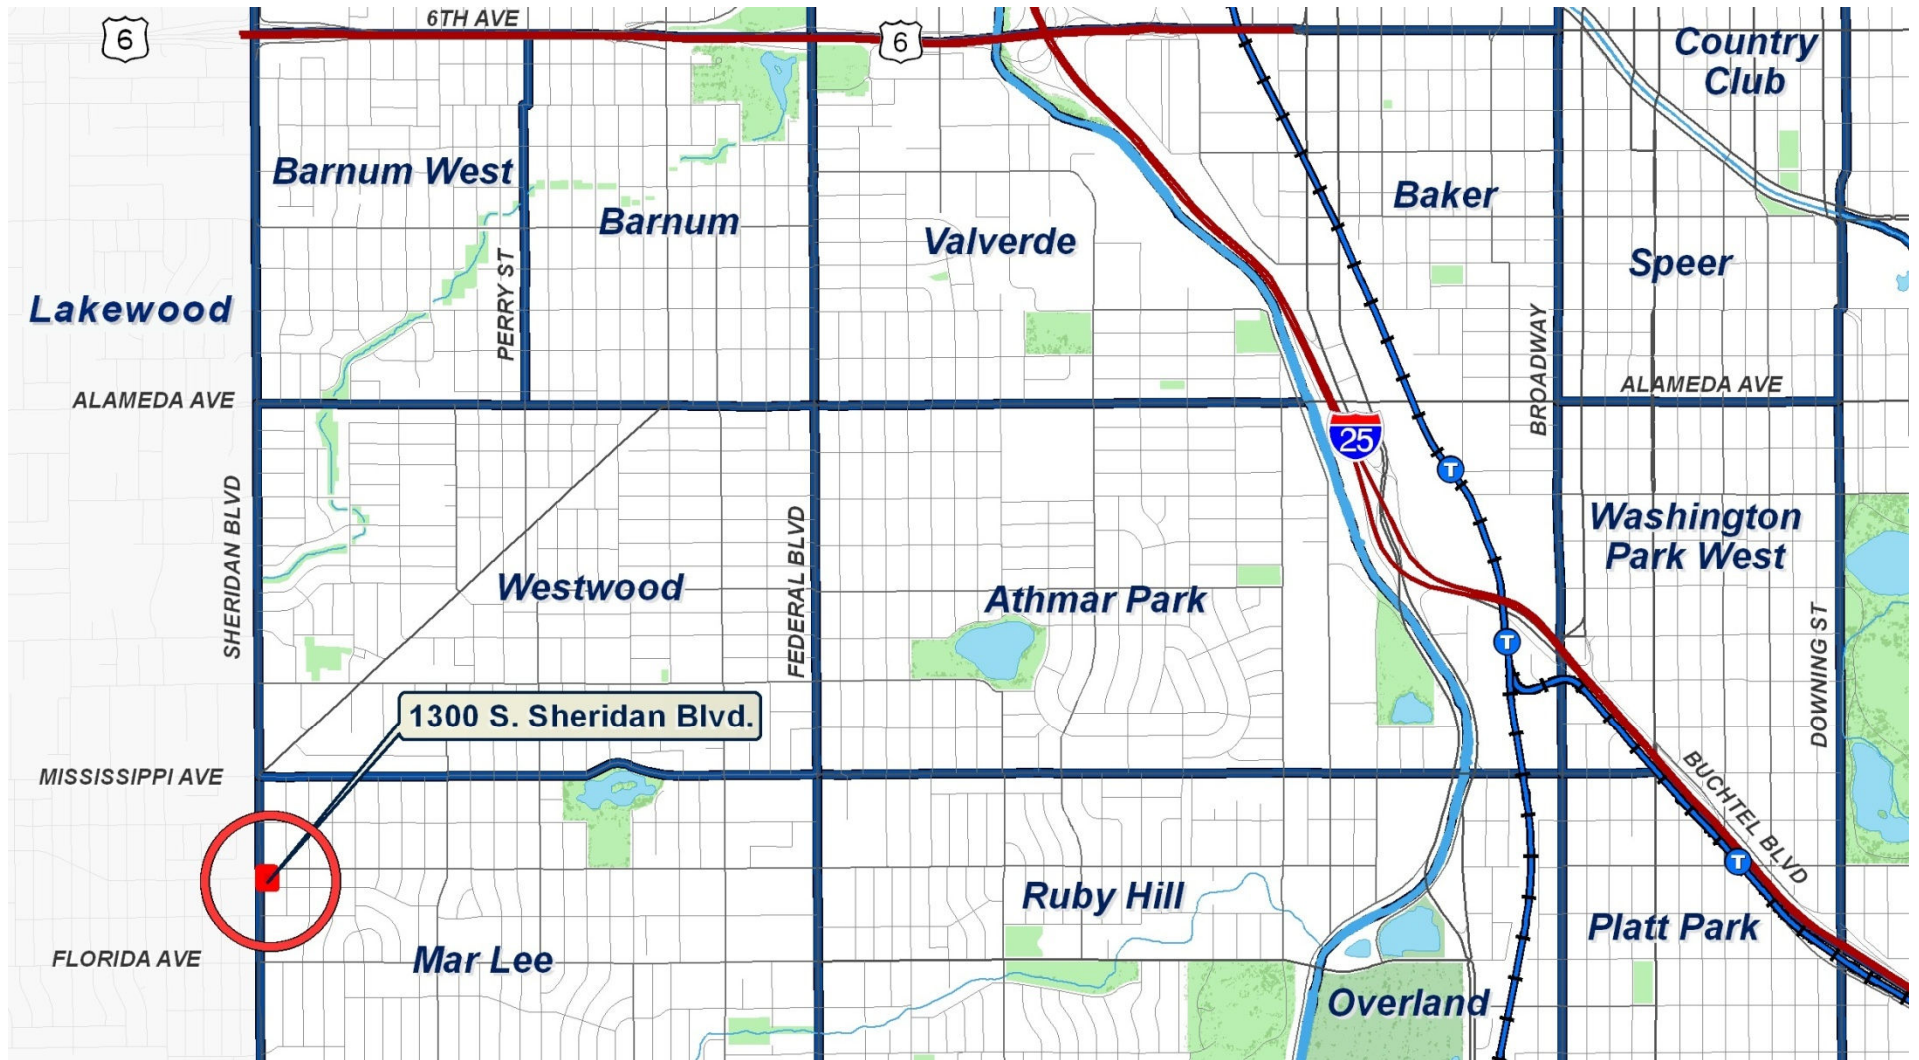 6TH AVE
6
6
Country
Club
Barnum West
Barnum
Baker
Valverde
Speer
PERRY ST
Lakewood
BROADWAY
ALAMEDA AVE
ALAMEDA AVE
25
T
SHERIDAN BLVD
FEDERAL BLVD
Washington
Park West
Westwood
Athmar Park
T
DOWNING ST
1300 S. Sheridan Blvd.
MISSISSIPPI AVE
BUCHTEL BLVD
T
Ruby Hill
Platt Park
FLORIDA AVE
Mar Lee
Overland